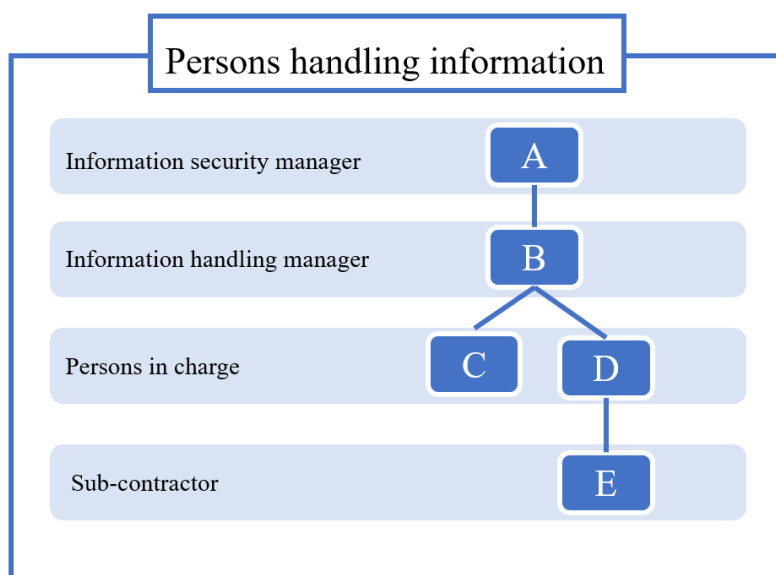 Persons handling information
Information security manager
A
Information handling manager
B
Persons in charge
C
D
Sub-contractor
E